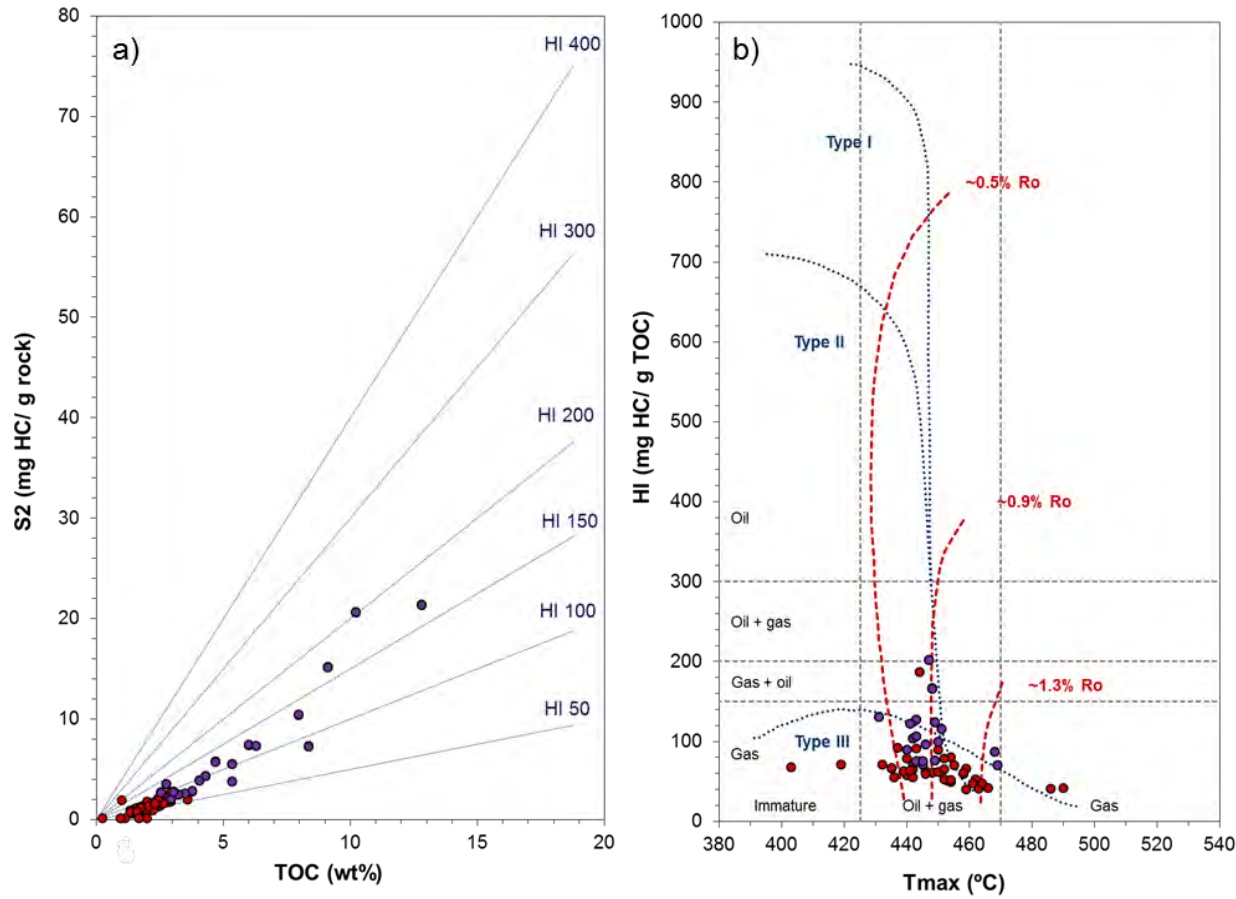 a)
80
70
60
50
40
30
20
10
0
S2 (mg HC/ g rock)
HI 400
HI 300
HI 200
HI 150
HI 100
HI 50
0 5 10 15 20
TOC (wt%)
b)
1000
900
800
700
600
500
400
300
200
100
0
HI (mg HC/ g TOC)
Type I
~0.5% Ro
Type II
~0.9% Ro
Oil
Oil + gas
Gas + oil
~1.3% Ro
Type III
Gas
Immature
Oil + gas
Gas
380 400 420 440 460 480 500 520 540
Tmax (ºC)